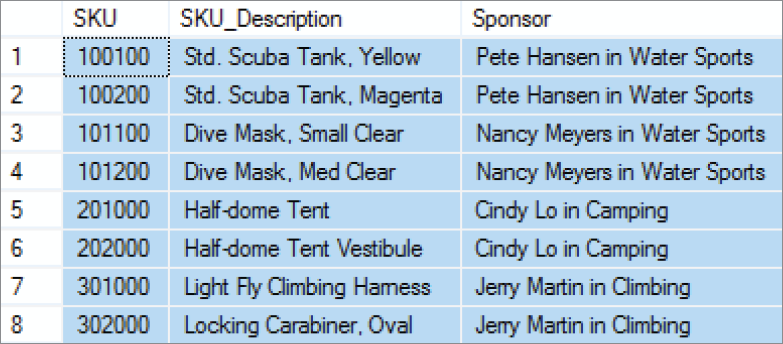 SKU SKU_Description Sponsor
1 100100 Std. Scuba Tank, Yellow Pete Hansen in Water Sports
2 100200 Std. Scuba Tank, Magenta Pete Hansen in Water Sports
3 101100 Dive Mask, Small Clear Nancy Meyers in Water Sports
4 101200 Dive Mask, Med Clear Nancy Meyers in Water Sports
5 201000 Half-dome Tent Cindy Lo in Camping
6 202000 Half-dome Tent Vestibule Cindy Lo in Camping
7 301000 Light Fly Climbing Harness Jerry Martin in Climbing
8 302000 Locking Carabiner, Oval Jerry Martin in Climbing